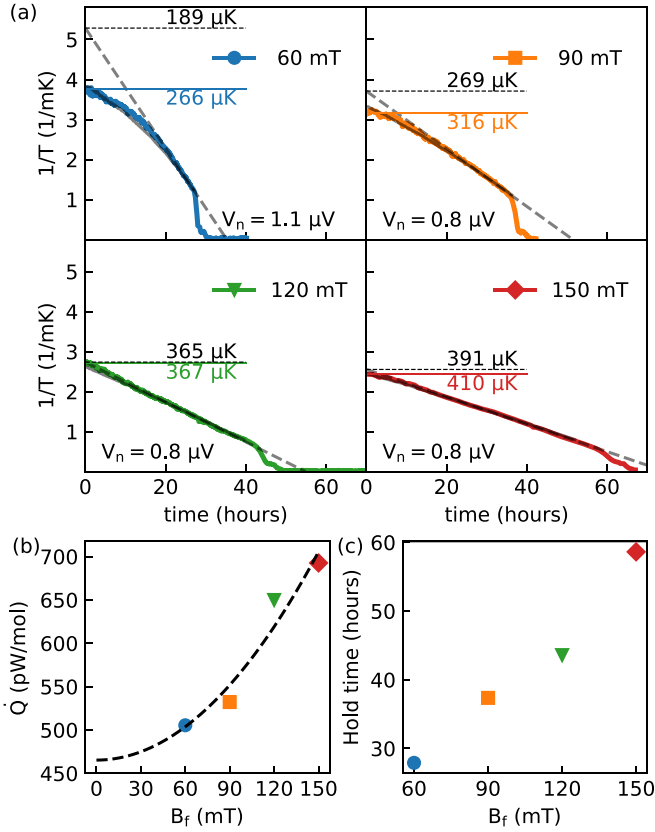 (a)
189 µK
60 mT
266 µK
V_n = 1.1 µV
1/T (1/mK)
5
4
3
2
1
90 mT
269 µK
316 µK
V_n = 0.8 µV
120 mT
365 µK
367 µK
V_n = 0.8 µV
1/T (1/mK)
5
4
3
2
1
0 20 40 60
time (hours)
150 mT
391 µK
410 µK
V_n = 0.8 µV
0 20 40 60
time (hours)
(b)
Q̇ (pW/mol)
700
650
600
550
500
450
0 30 60 90 120 150
B_f (mT)
(c)
Hold time (hours)
60
50
40
30
60 90 120 150
B_f (mT)